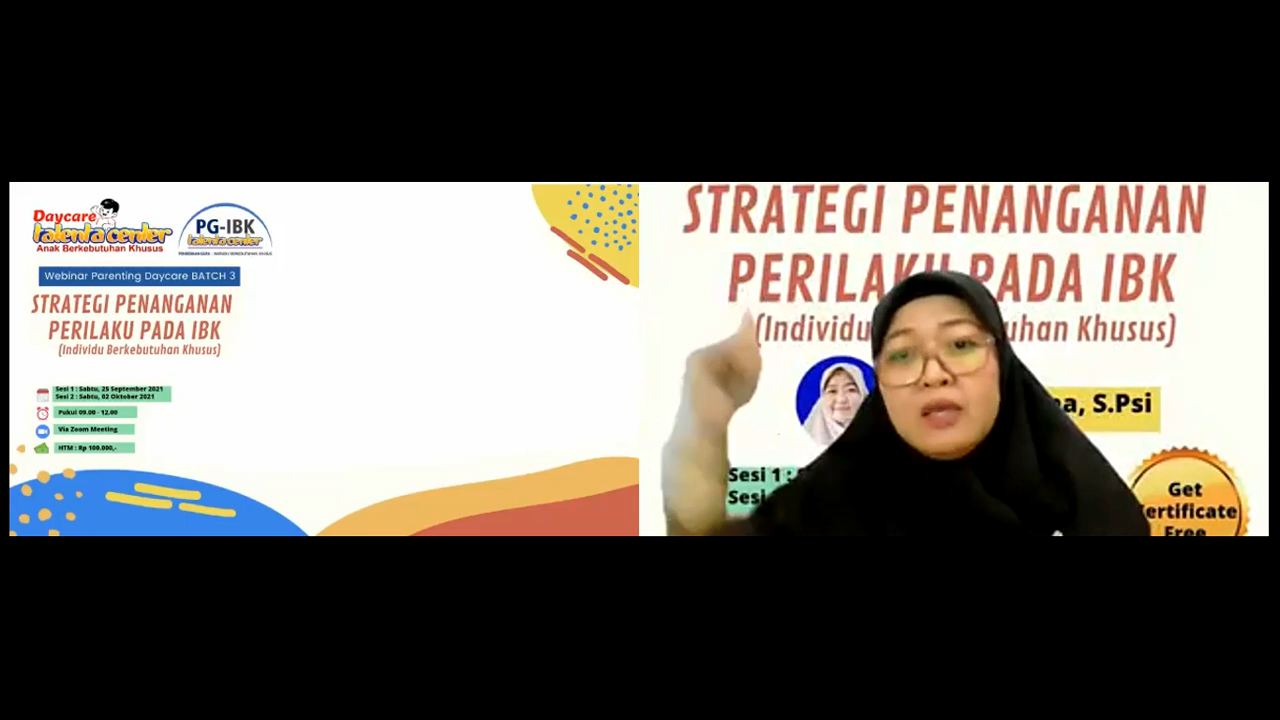 Daycare
talenta center
Anak Berkebutuhan Khusus
PG-IBK
talenta center
Webinar Parenting Daycare BATCH 3
STRATEGI PENANGANAN
PERILAKU PADA IBK
(Individu Berkebutuhan Khusus)
Sesi 1 : Sabtu, 25 September 2021
Sesi 2 : Sabtu, 02 Oktober 2021
Pukul 09.00 - 12.00
Via Zoom Meeting
HTM : Rp 100.000,-
STRATEGI PENANGANAN
PERILAKU PADA IBK
(Individu tuhan Khusus)
a, S.Psi
Sesi 1 :
Sesi
Get
ertificate
Free